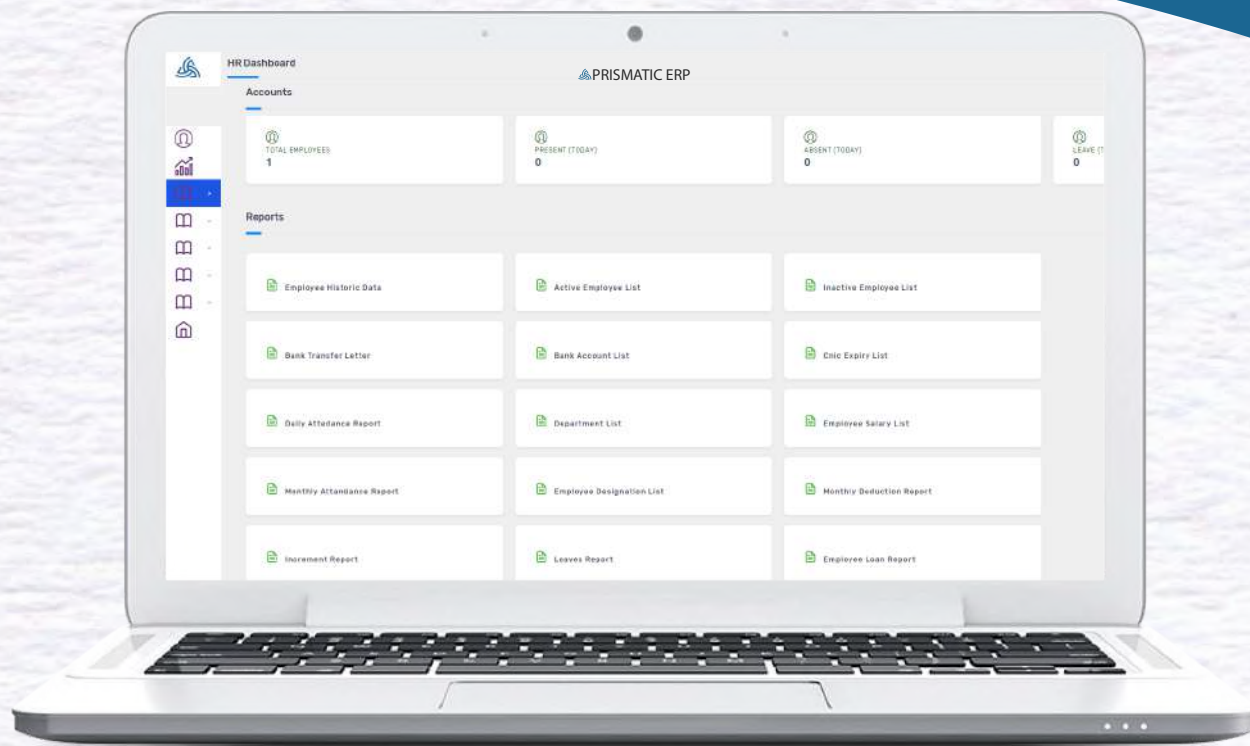 HR Dashboard
PRISMATIC ERP
Accounts
TOTAL EMPLOYEES
1
PRESENT (TODAY)
0
ABSENT (TODAY)
0
LEAVE (T
0
Reports
Employee Historic Data
Active Employee List
Inactive Employee List
Bank Transfer Letter
Bank Account List
Cnic Expiry List
Daily Attedance Report
Department List
Employee Salary List
Monthly Attandance Report
Employee Designation List
Monthly Deduction Report
Increment Report
Leaves Report
Employee Loan Report